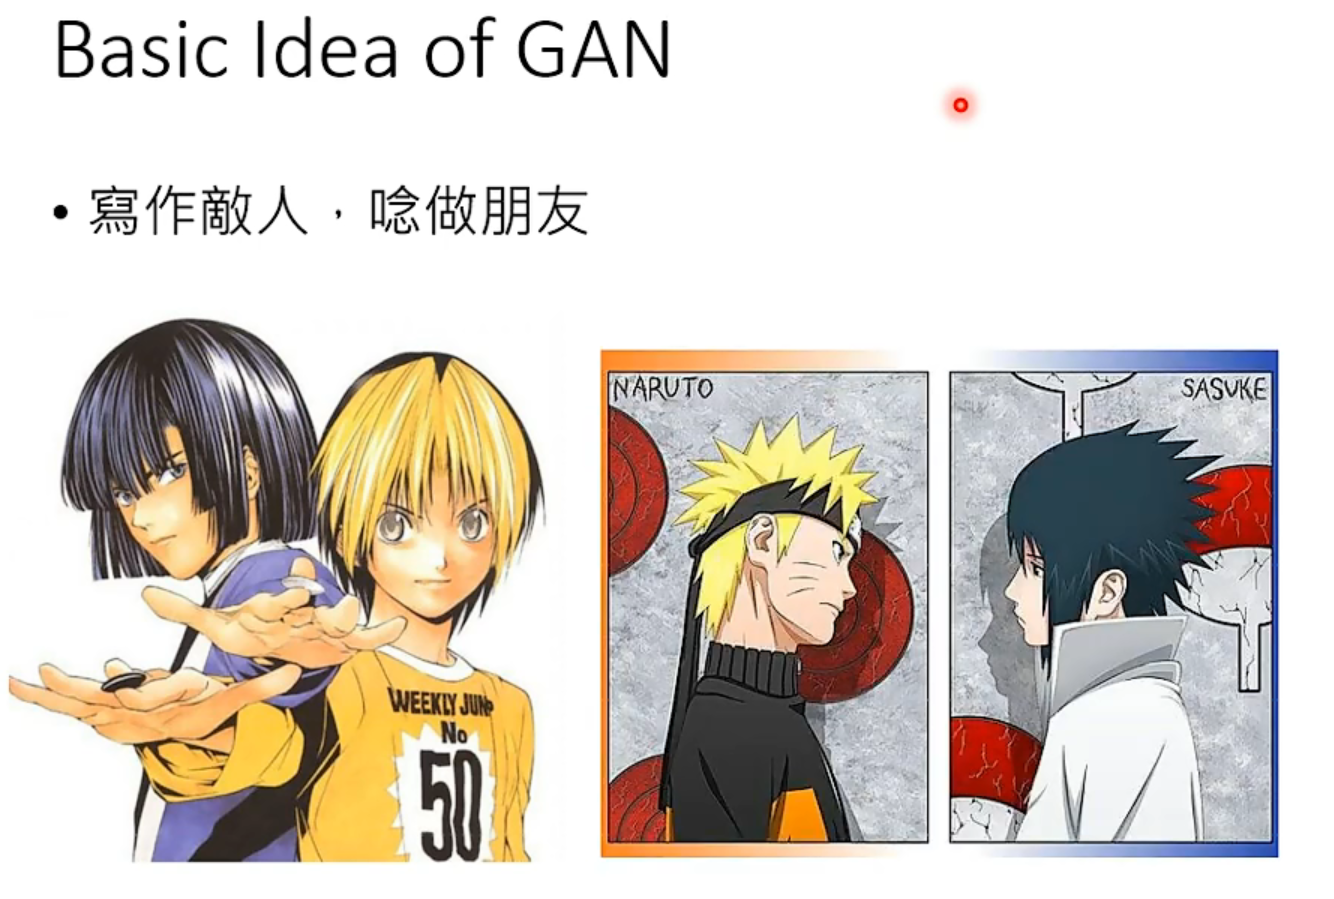 Basic Idea of GAN
• 寫作敵人，唸做朋友
NARUTO
SASUKE
WEEKLY JUMP
No
50